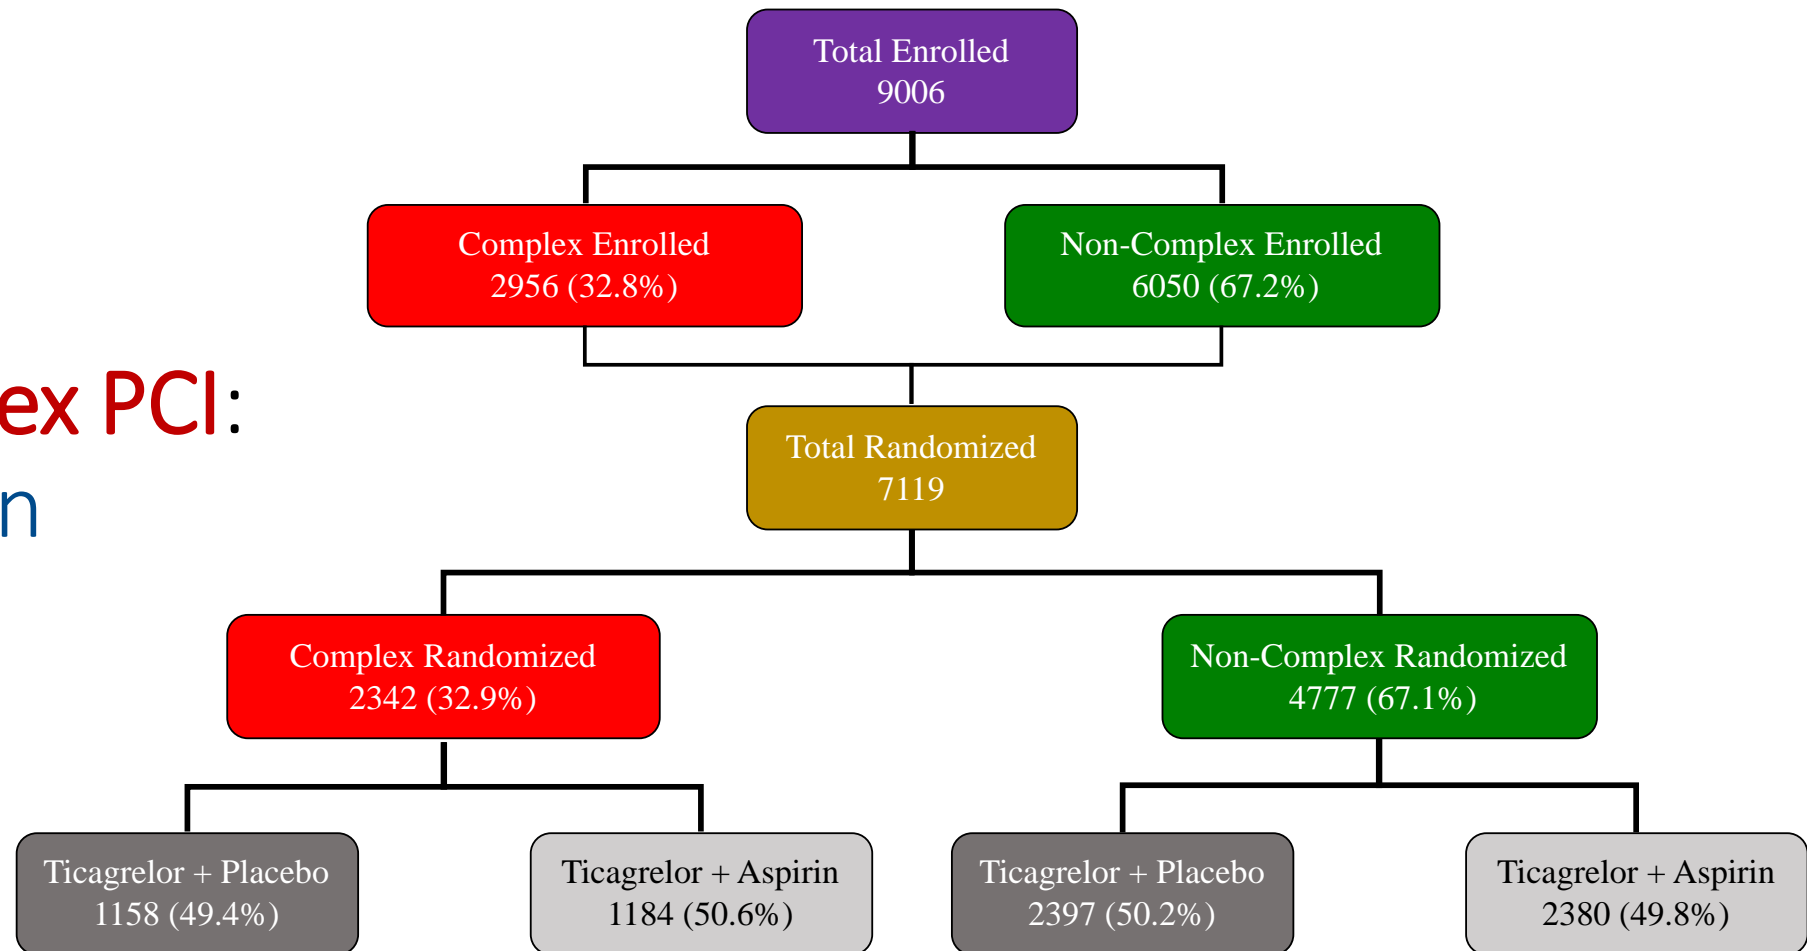 Total Enrolled
9006
Complex Enrolled
2956 (32.8%)
Non-Complex Enrolled
6050 (67.2%)
ex PCI:
n
Total Randomized
7119
Complex Randomized
2342 (32.9%)
Non-Complex Randomized
4777 (67.1%)
Ticagrelor + Placebo
1158 (49.4%)
Ticagrelor + Aspirin
1184 (50.6%)
Ticagrelor + Placebo
2397 (50.2%)
Ticagrelor + Aspirin
2380 (49.8%)